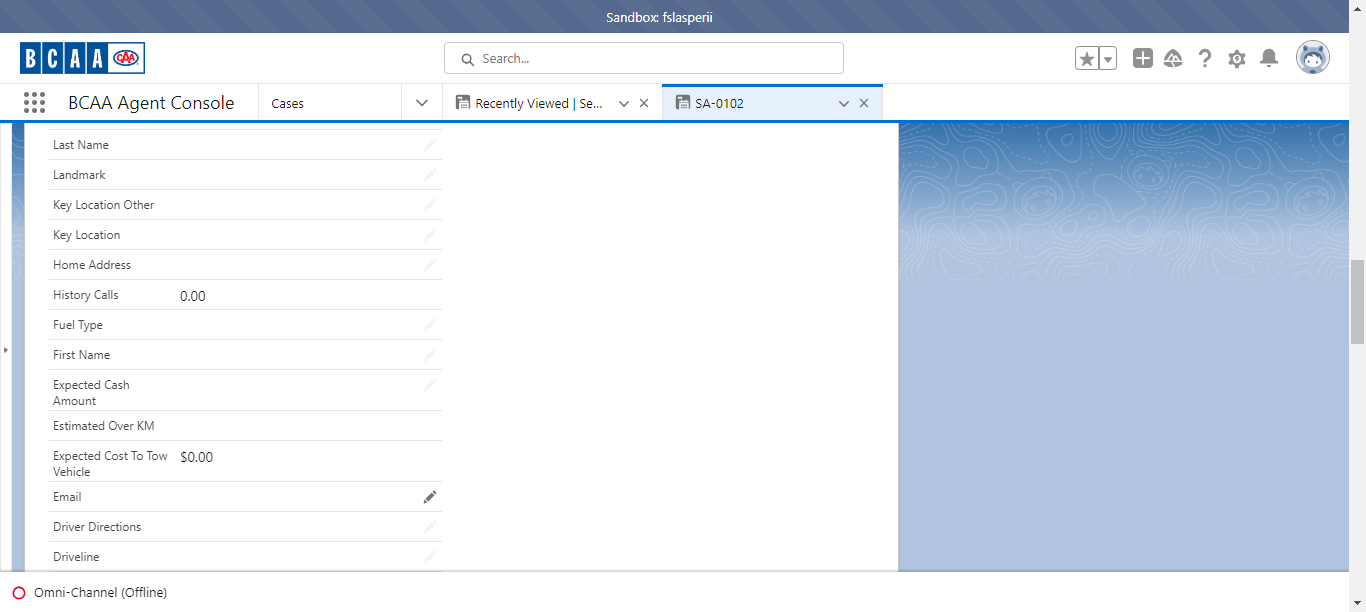 Sandbox: fslasperii
BCAA CAA
Search...
BCAA Agent Console
Cases
Recently Viewed | Se...
SA-0102
Last Name
Landmark
Key Location Other
Key Location
Home Address
History Calls 0.00
Fuel Type
First Name
Expected Cash
Amount
Estimated Over KM
Expected Cost To Tow $0.00
Vehicle
Email
Driver Directions
Driveline
Omni-Channel (Offline)